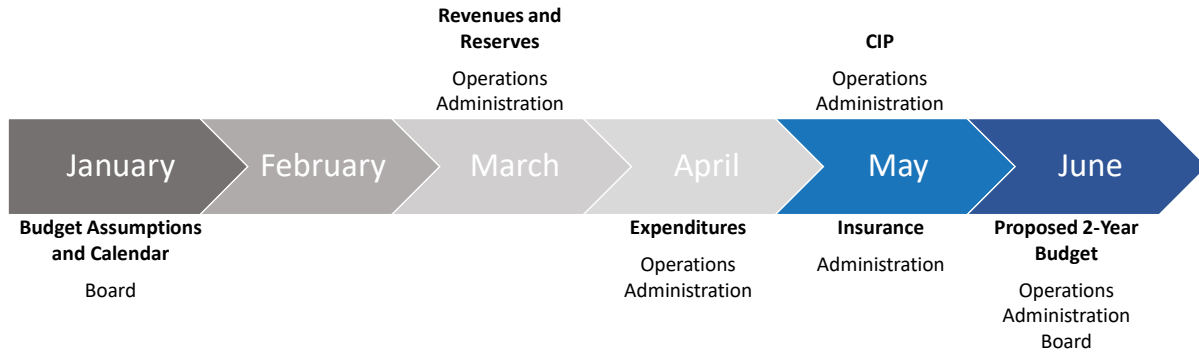 Revenues and
Reserves
Operations
Administration
CIP
Operations
Administration
January
February
March
April
May
June
Budget Assumptions
and Calendar
Board
Expenditures
Operations
Administration
Insurance
Administration
Proposed 2-Year
Budget
Operations
Administration
Board